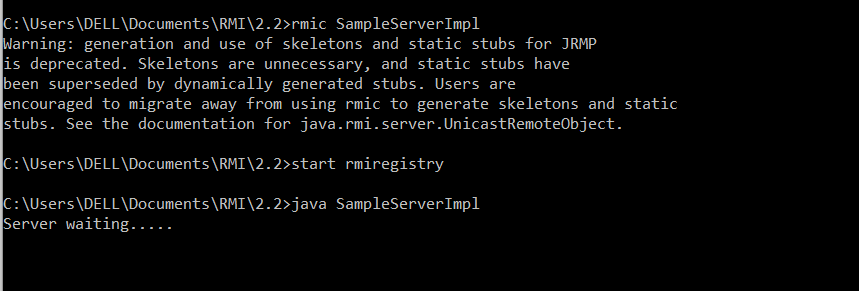 C:\Users\DELL\Documents\RMI\2.2>rmic SampleServerImpl
Warning: generation and use of skeletons and static stubs for JRMP
is deprecated. Skeletons are unnecessary, and static stubs have
been superseded by dynamically generated stubs. Users are
encouraged to migrate away from using rmic to generate skeletons and static
stubs. See the documentation for java.rmi.server.UnicastRemoteObject.
C:\Users\DELL\Documents\RMI\2.2>start rmiregistry
C:\Users\DELL\Documents\RMI\2.2>java SampleServerImpl
Server waiting.....